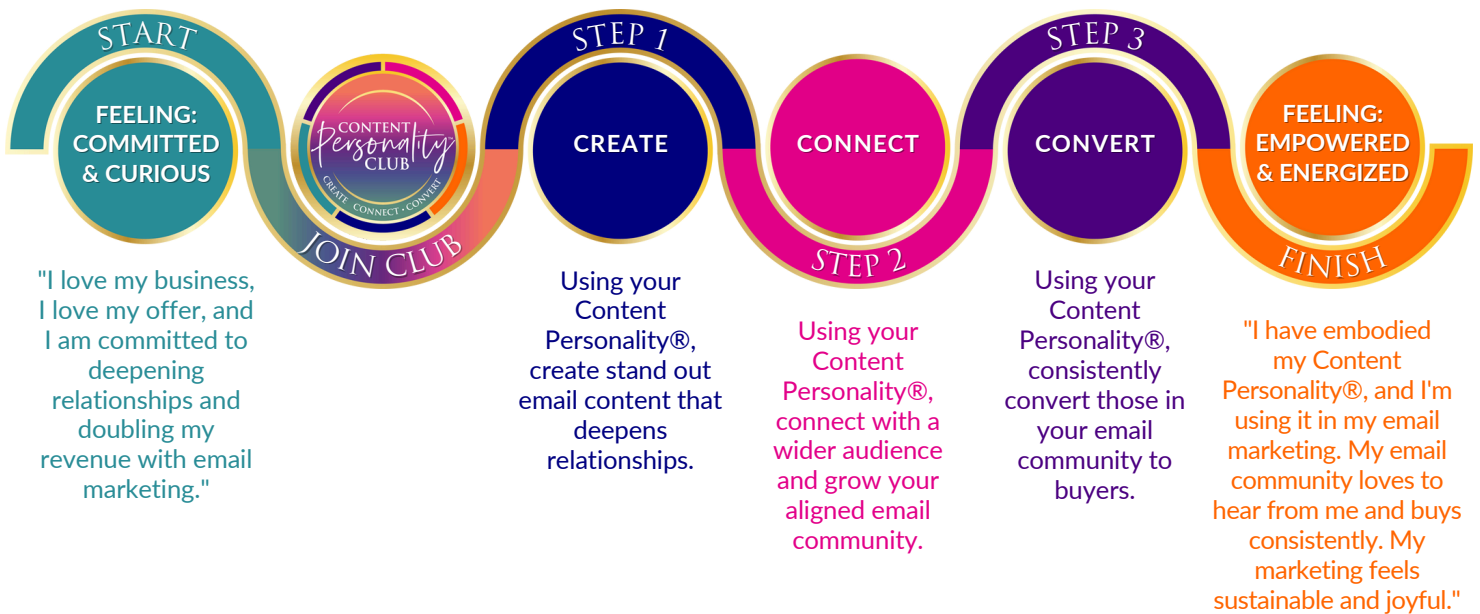 START
FEELING:
COMMITTED
& CURIOUS
"I love my business,
I love my offer, and
I am committed to
deepening
relationships and
doubling my
revenue with email
marketing."
CONTENT
Personality™
CLUB
CREATE · CONNECT · CONVERT
JOIN CLUB
STEP 1
CREATE
Using your
Content
Personality®,
create stand out
email content that
deepens
relationships.
CONNECT
STEP 2
Using your
Content
Personality®,
connect with a
wider audience
and grow your
aligned email
community.
STEP 3
CONVERT
Using your
Content
Personality®,
consistently
convert those in
your email
community to
buyers.
FEELING:
EMPOWERED
& ENERGIZED
FINISH
"I have embodied
my Content
Personality®, and I'm
using it in my email
marketing. My email
community loves to
hear from me and buys
consistently. My
marketing feels
sustainable and joyful."